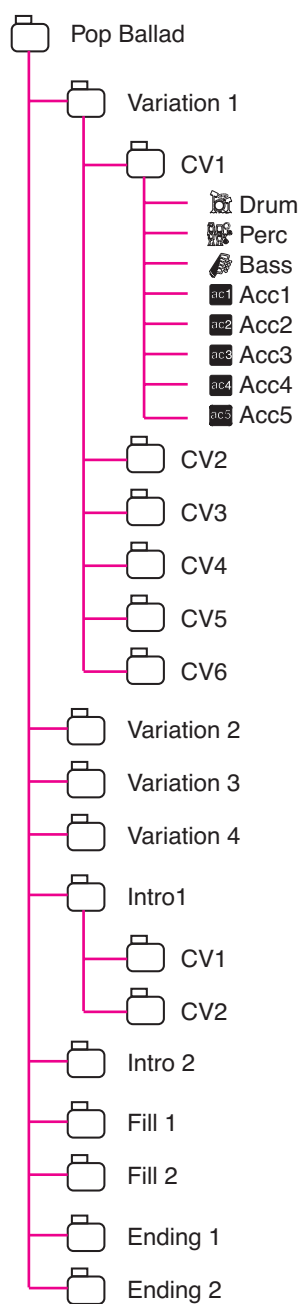 Pop Ballad
Variation 1
CV1
Drum
Perc
Bass
ac1 Acc1
ac2 Acc2
ac3 Acc3
ac4 Acc4
ac5 Acc5
CV2
CV3
CV4
CV5
CV6
Variation 2
Variation 3
Variation 4
Intro1
CV1
CV2
Intro 2
Fill 1
Fill 2
Ending 1
Ending 2